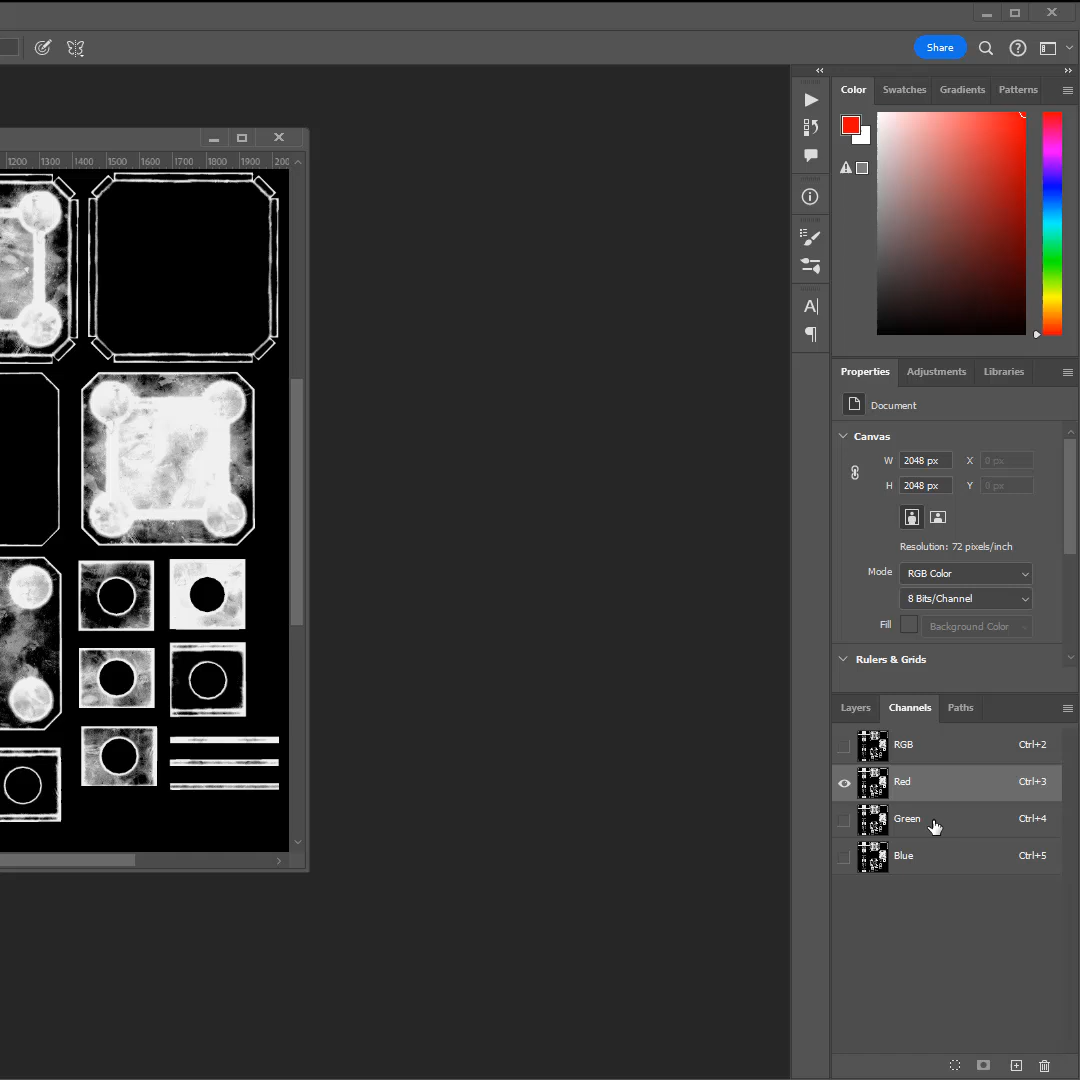 Share
Color Swatches Gradients Patterns
1200 1300 1400 1500 1600 1700 1800 1900 200
Properties Adjustments Libraries
Document
Canvas
W 2048 px X 0 px
H 2048 px Y 0 px
Resolution: 72 pixels/inch
Mode RGB Color
8 Bits/Channel
Fill Background Color
Rulers & Grids
Layers Channels Paths
RGB Ctrl+2
Red Ctrl+3
Green Ctrl+4
Blue Ctrl+5